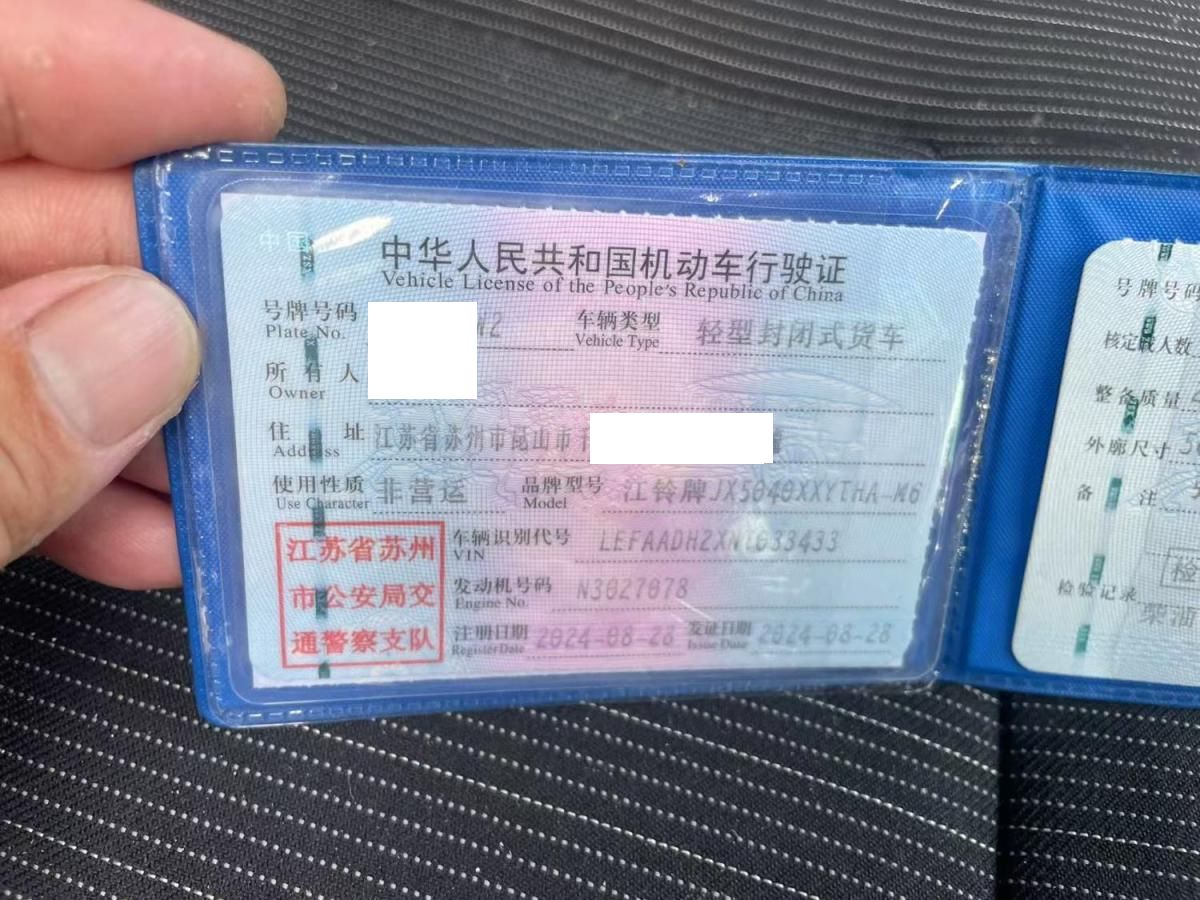 中国
中华人民共和国机动车行驶证
Vehicle License of the People's Republic of China
号牌号码
Plate No.
W2
车辆类型
Vehicle Type
轻型封闭式货车
所有人
Owner
住址
Address
江苏省苏州市昆山市
使用性质
Use Character
非营运
品牌型号
Model
江铃牌JX5040XXYTHA-M6
江苏省苏州
市公安局交
通警察支队
车辆识别代号
VIN
LEFAADH2XNT633433
发动机号码
Engine No.
N3027078
注册日期
Register Date
2024-08-28
发证日期
Issue Date
2024-08-28
号牌号码
核定载人数
整备质量
外廓尺寸
备注
检
检验记录
柴油